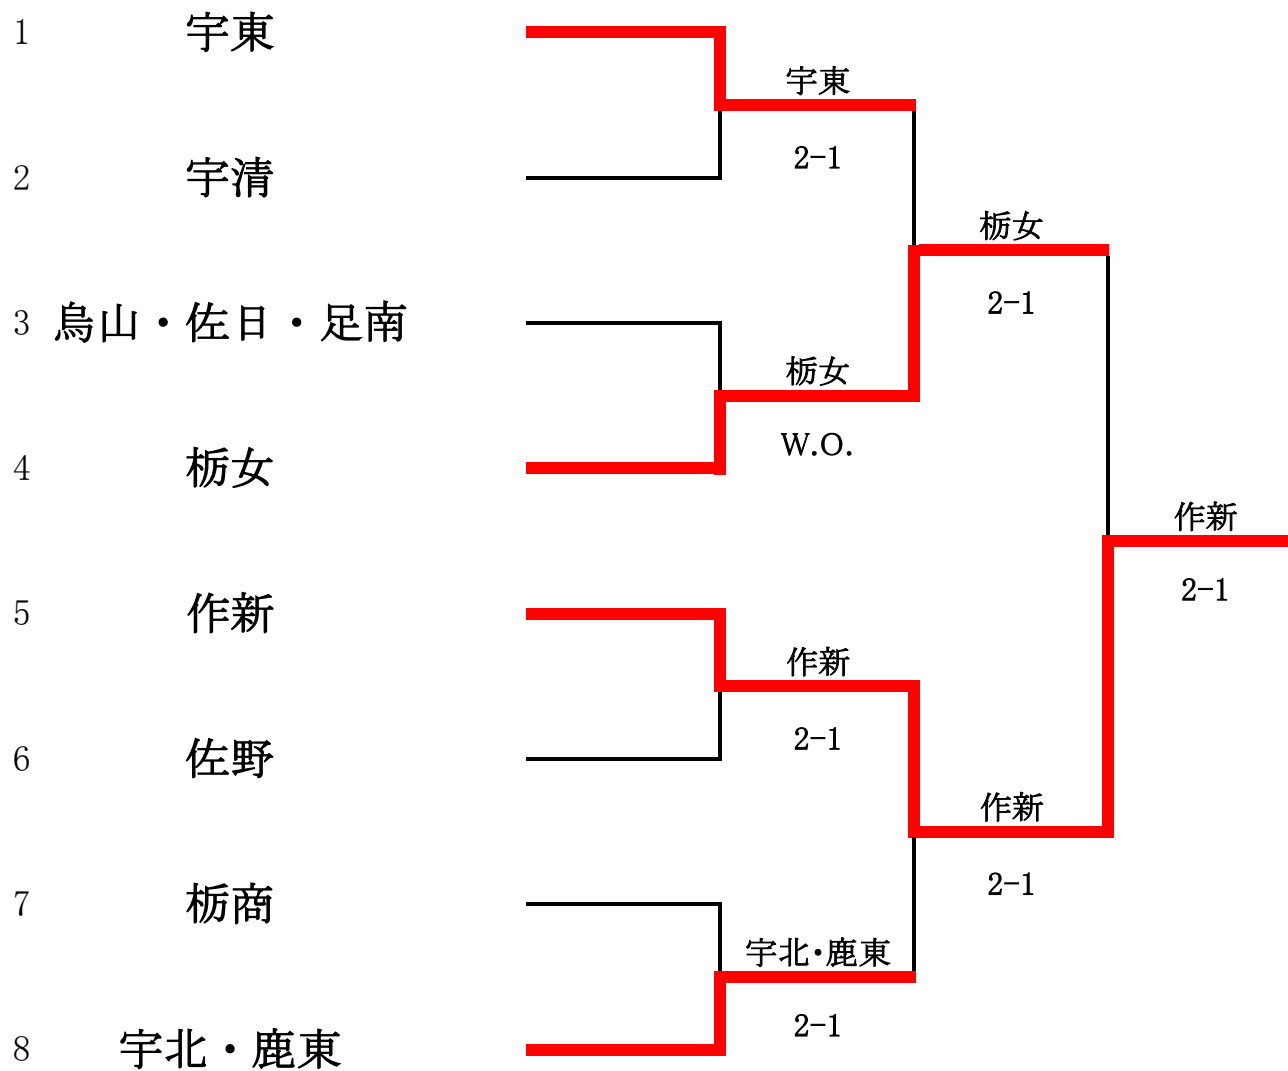 1 宇東
宇東
2-1
2 宇清
栃女
2-1
3 烏山・佐日・足南
栃女
W.O.
4 栃女
作新
2-1
5 作新
作新
2-1
6 佐野
作新
2-1
7 栃商
宇北・鹿東
2-1
8 宇北・鹿東